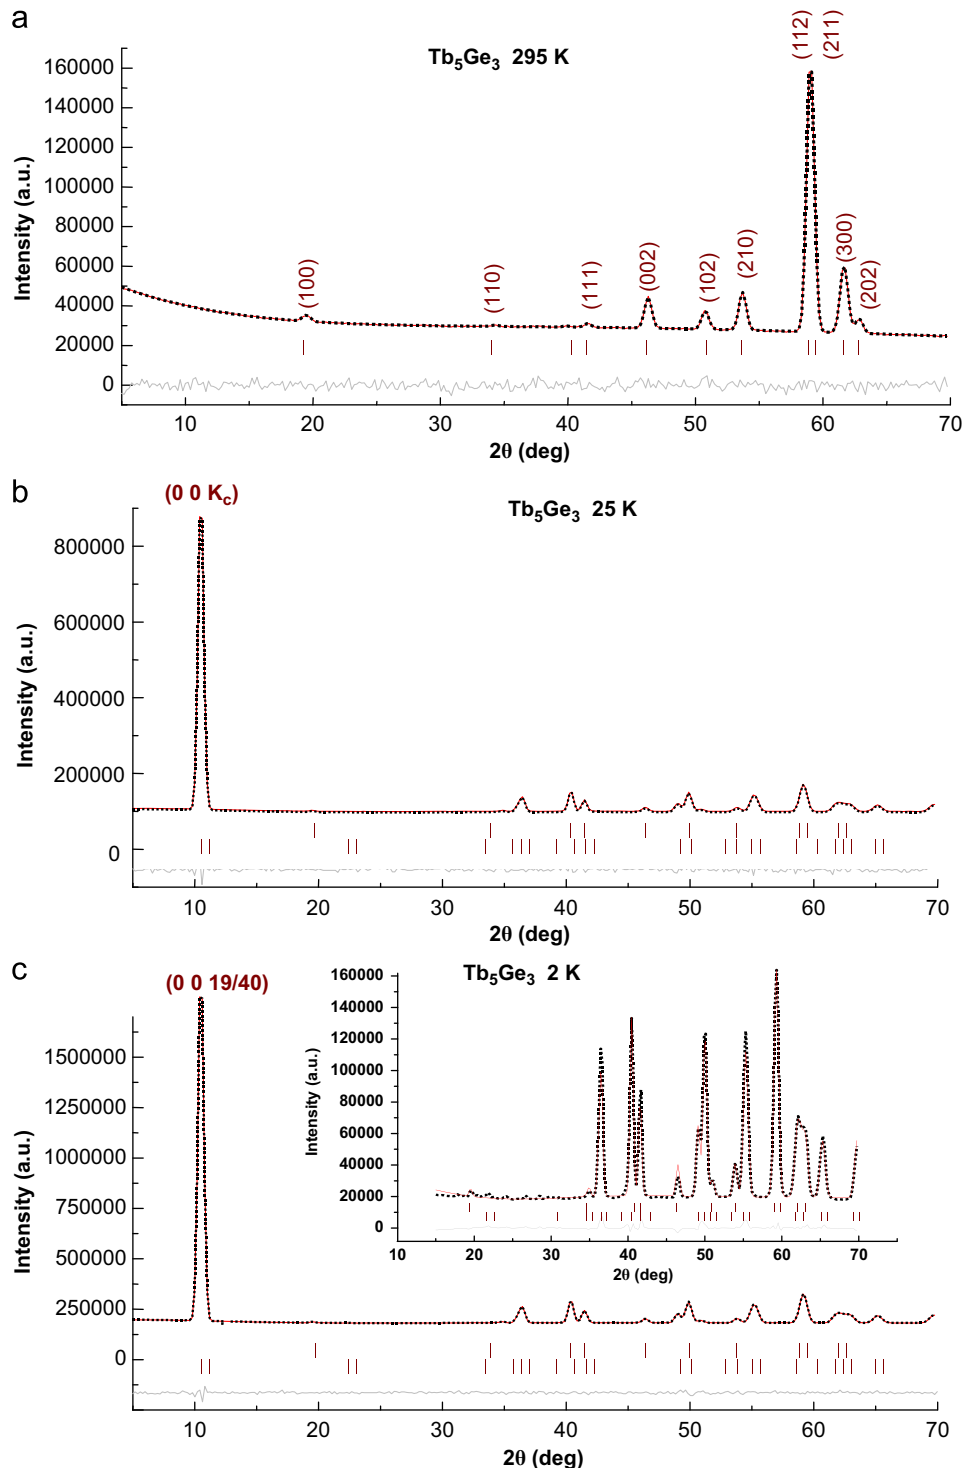 a
Tb5Ge3 295 K
(112)
(211)
160000
140000
120000
100000
80000
60000
40000
20000
0
Intensity (a.u.)
(100)
(110)
(111)
(002)
(102)
(210)
(300)
(202)
10 20 30 40 50 60 70
2θ (deg)
b
(0 0 Kc)
Tb5Ge3 25 K
800000
600000
400000
200000
0
Intensity (a.u.)
10 20 30 40 50 60 70
2θ (deg)
c
(0 0 19/40)
Tb5Ge3 2 K
1500000
1250000
1000000
750000
500000
250000
0
Intensity (a.u.)
160000
140000
120000
100000
80000
60000
40000
20000
0
Intensity (a.u.)
10 20 30 40 50 60 70
2θ (deg)
10 20 30 40 50 60 70
2θ (deg)